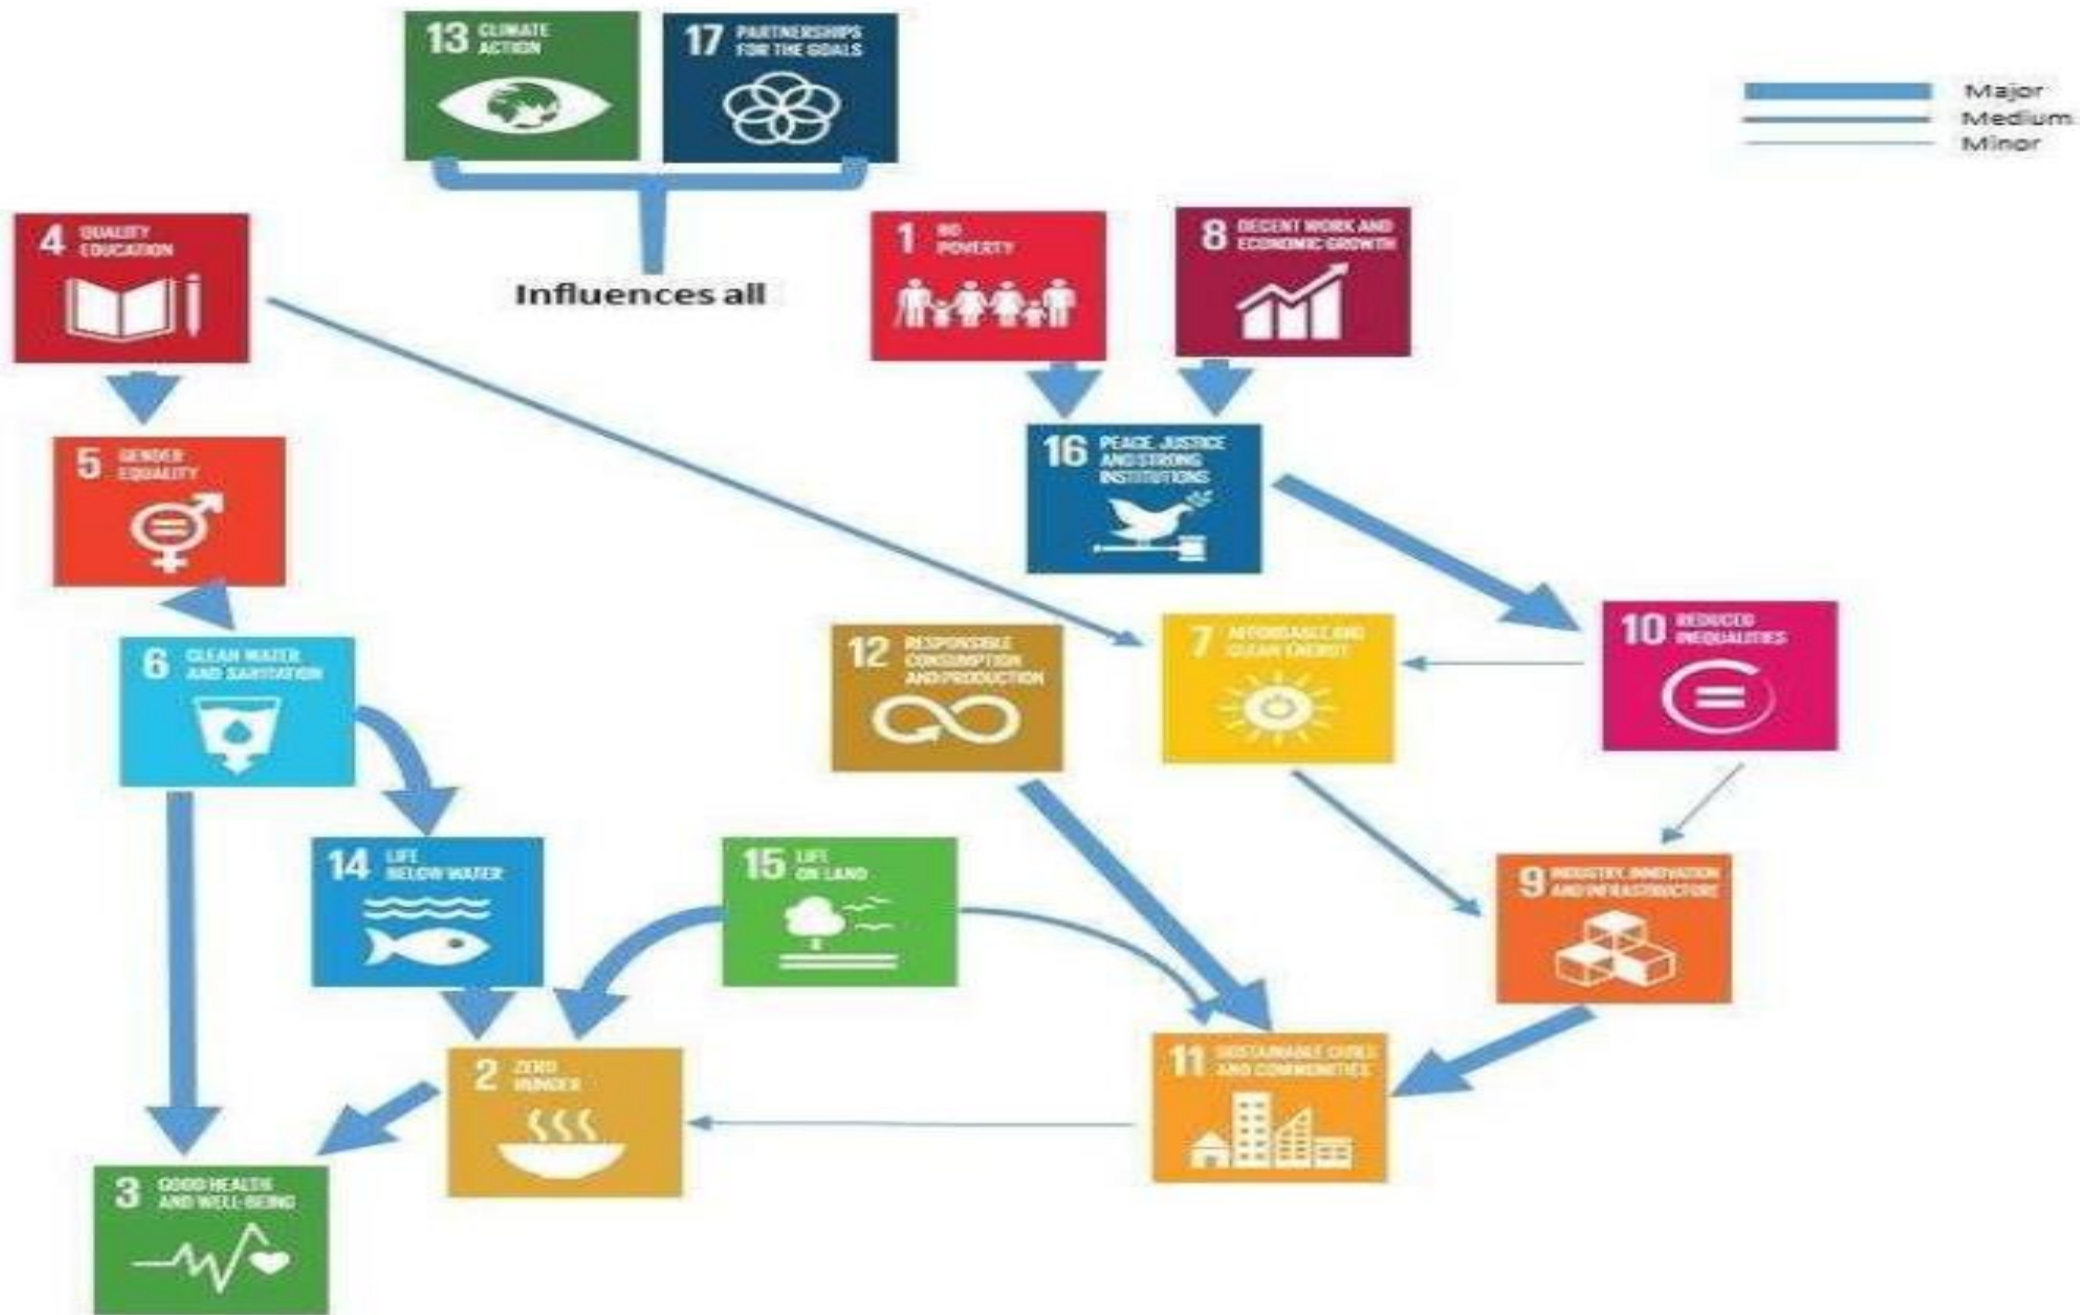 13 CLIMATE
ACTION
17 PARTNERSHIPS
FOR THE GOALS
Major
Medium
Minor
4 QUALITY
EDUCATION
Influences all
1 NO
POVERTY
8 DECENT WORK AND
ECONOMIC GROWTH
5 GENDER
EQUALITY
16 PEACE, JUSTICE
AND STRONG
INSTITUTIONS
6 CLEAN WATER
AND SANITATION
12 RESPONSIBLE
CONSUMPTION
AND PRODUCTION
7 AFFORDABLE AND
CLEAN ENERGY
10 REDUCED
INEQUALITIES
14 LIFE
BELOW WATER
15 LIFE
ON LAND
9 INDUSTRY, INNOVATION
AND INFRASTRUCTURE
2 ZERO
HUNGER
11 SUSTAINABLE CITIES
AND COMMUNITIES
3 GOOD HEALTH
AND WELL-BEING